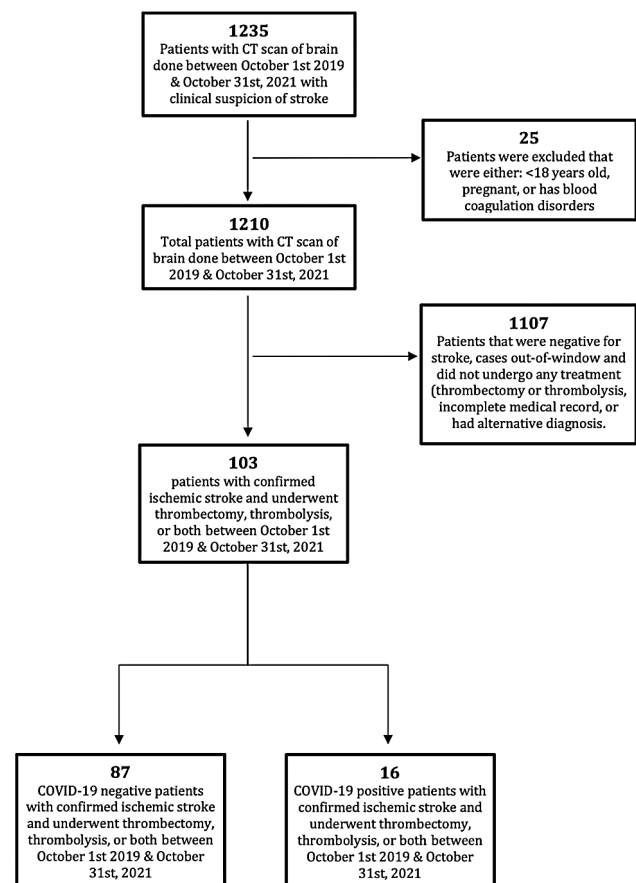 1235
Patients with CT scan of brain
done between October 1st 2019
& October 31st, 2021 with
clinical suspicion of stroke
25
Patients were excluded that
were either: <18 years old,
pregnant, or has blood
coagulation disorders
1210
Total patients with CT scan of
brain done between October 1st
2019 & October 31st, 2021
1107
Patients that were negative for
stroke, cases out-of-window and
did not undergo any treatment
(thrombectomy or thrombolysis,
incomplete medical record, or
had alternative diagnosis.
103
patients with confirmed
ischemic stroke and underwent
thrombectomy, thrombolysis,
or both between October 1st
2019 & October 31st, 2021
87
COVID-19 negative patients
with confirmed ischemic stroke
and underwent thrombectomy,
thrombolysis, or both between
October 1st 2019 & October
31st, 2021
16
COVID-19 positive patients with
confirmed ischemic stroke and
underwent thrombectomy,
thrombolysis, or both between
October 1st 2019 & October
31st, 2021